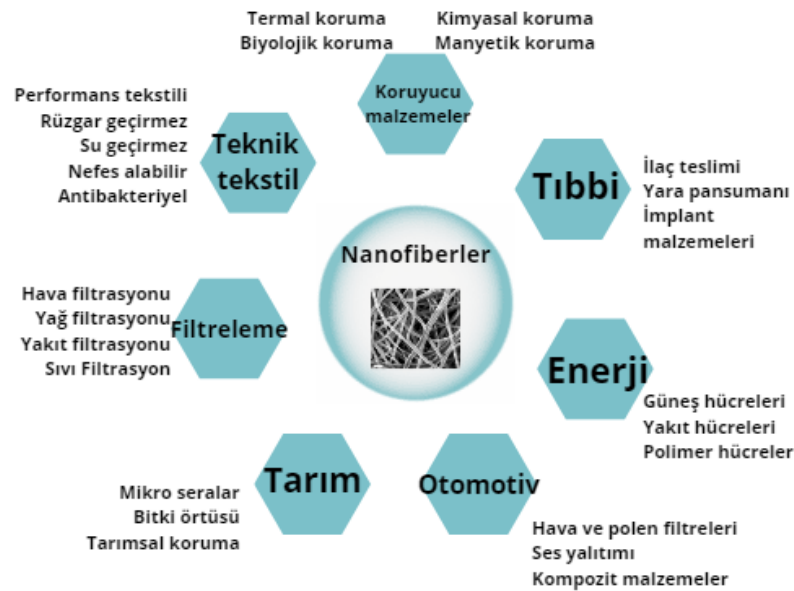 Termal koruma
Biyolojik koruma
Kimyasal koruma
Manyetik koruma
Koruyucu
malzemeler
Performans tekstili
Rüzgar geçirmez
Su geçirmez
Nefes alabilir
Antibakteriyel
Teknik
tekstil
Tıbbi
İlaç teslimi
Yara pansumanı
İmplant
malzemeleri
Nanofiberler
Hava filtrasyonu
Yağ filtrasyonu
Yakıt filtrasyonu
Sıvı Filtrasyon
Filtreleme
Enerji
Güneş hücreleri
Yakıt hücreleri
Polimer hücreler
Tarım
Mikro seralar
Bitki örtüsü
Tarımsal koruma
Otomotiv
Hava ve polen filtreleri
Ses yalıtımı
Kompozit malzemeler